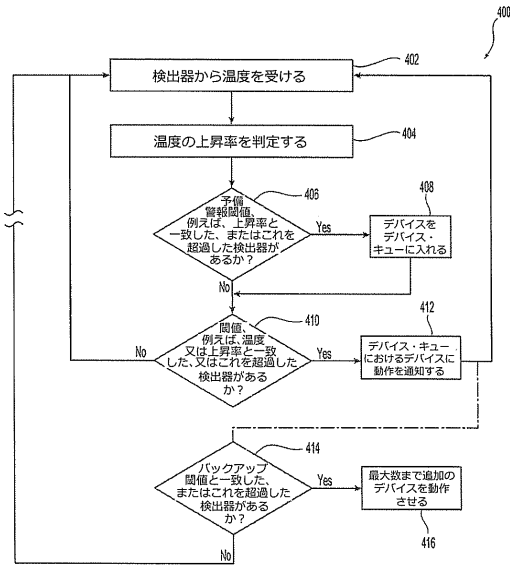 400
検出器から温度を受ける
402
温度の上昇率を判定する
404
予備
警報閾値、
例えば、上昇率と
一致した、またはこれを
超過した検出器が
あるか?
406
Yes
デバイスを
デバイス・
キューに入れる
408
No
閾値、
例えば、温度
又は上昇率と一致
した、又はこれを超過した
検出器がある
か?
410
No
Yes
デバイス・キュー
におけるデバイスに
動作を通知する
412
バックアップ
閾値と一致した、
またはこれを超過した
検出器がある
か?
414
Yes
最大数まで追加の
デバイスを動作
させる
416
No